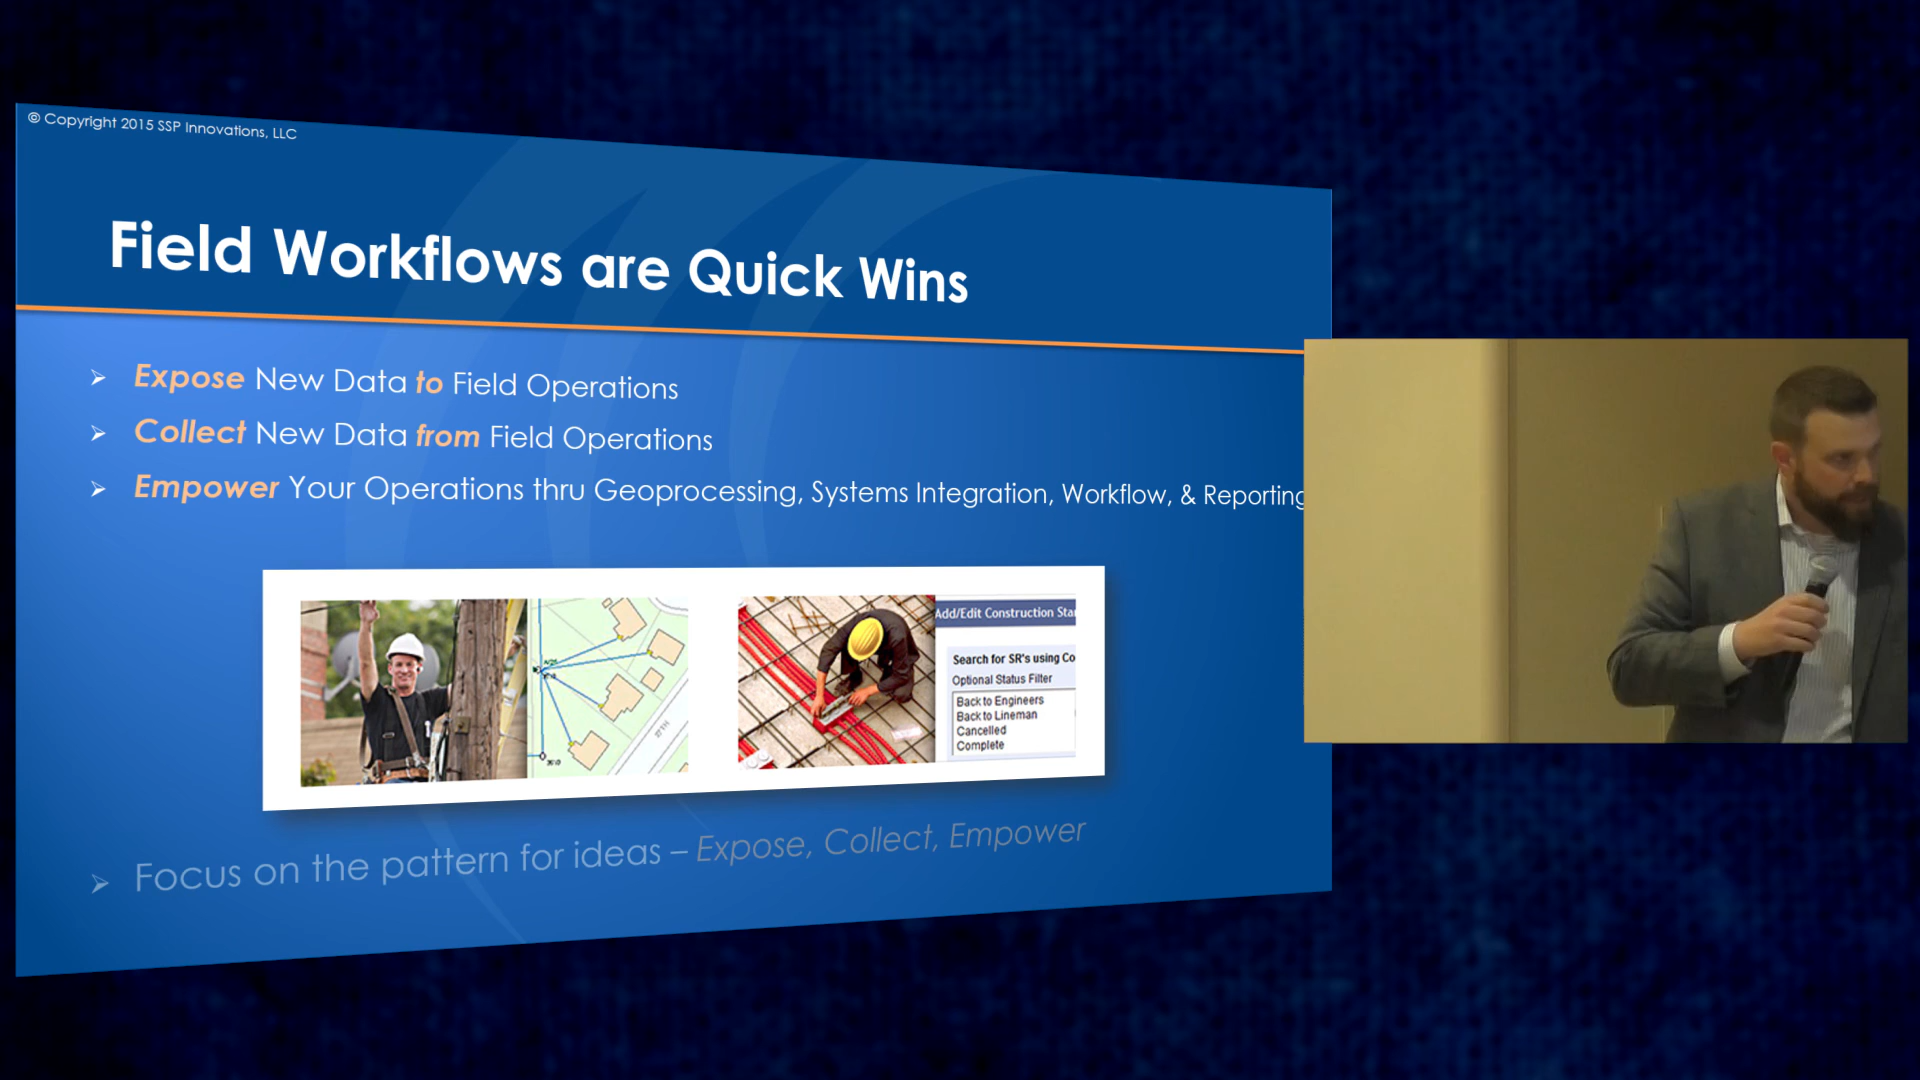 © Copyright 2015 SSP Innovations, LLC
Field Workflows are Quick Wins
Expose New Data to Field Operations
Collect New Data from Field Operations
Empower Your Operations thru Geoprocessing, Systems Integration, Workflow, & Reporting
Add/Edit Construction Sta
Search for SR's using Co
Optional Status Filter
Back to Engineers
Back to Lineman
Cancelled
Complete
27TH
Focus on the pattern for ideas – Expose, Collect, Empower